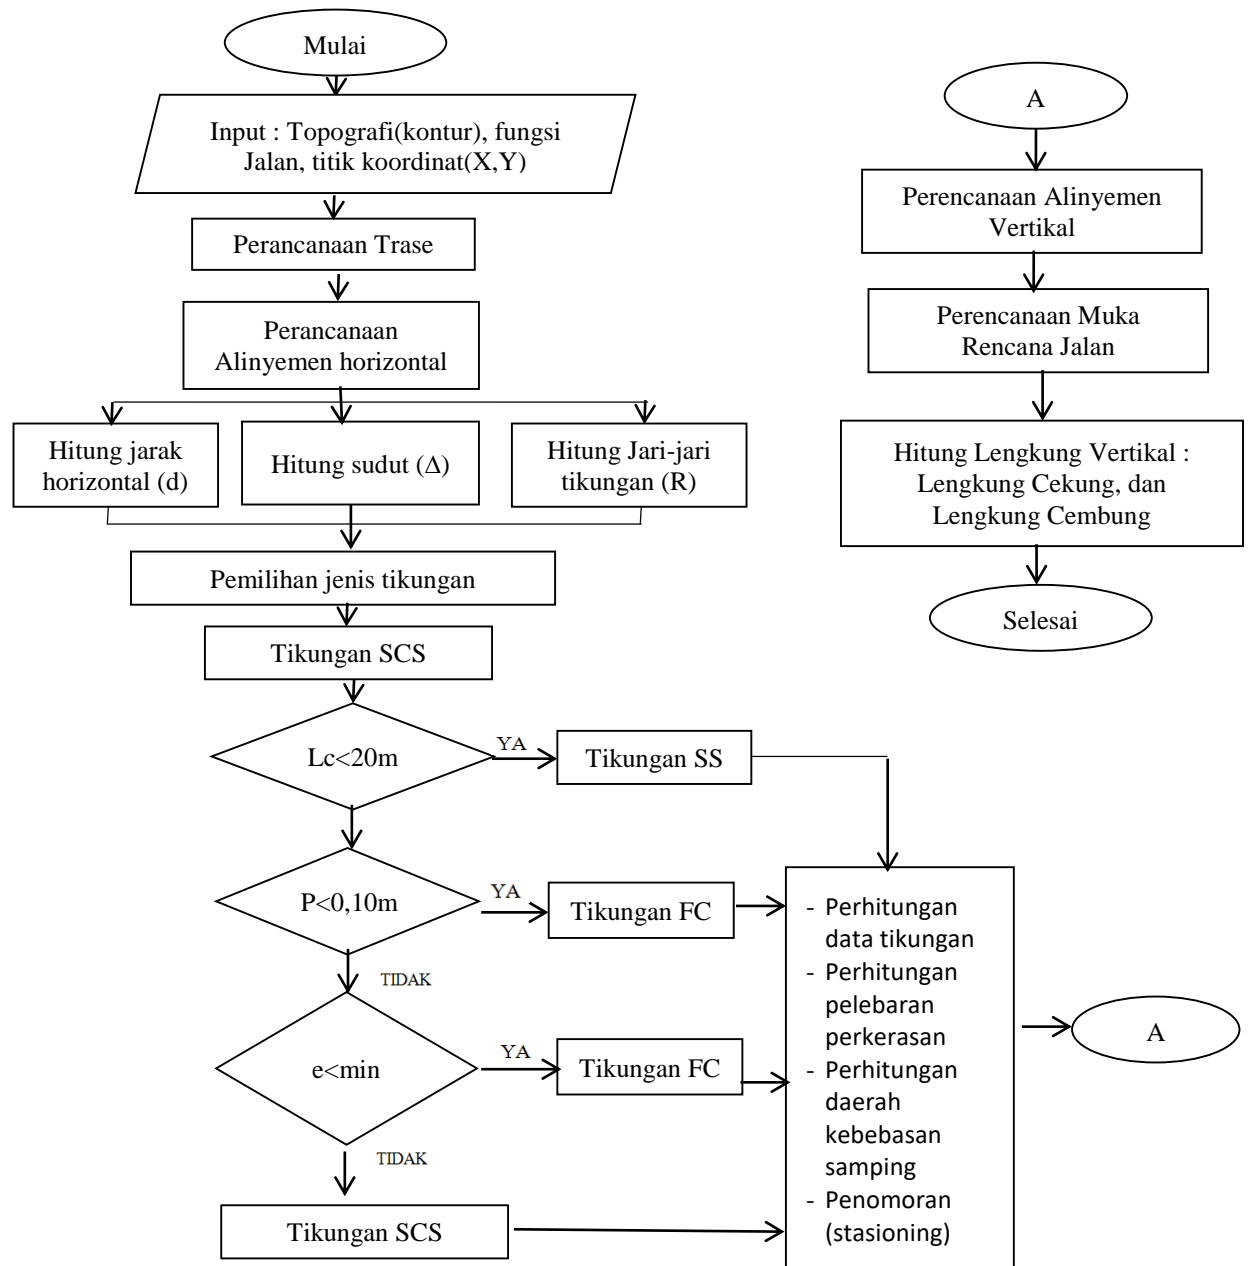 Mulai
Input : Topografi(kontur), fungsi
Jalan, titik koordinat(X,Y)
Perancanaan Trase
Perancanaan
Alinyemen horizontal
Hitung jarak
horizontal (d)
Hitung sudut (Δ)
Hitung Jari-jari
tikungan (R)
Pemilihan jenis tikungan
Tikungan SCS
Lc<20m
YA
Tikungan SS
P<0,10m
YA
Tikungan FC
TIDAK
e<min
YA
Tikungan FC
TIDAK
Tikungan SCS
- Perhitungan
data tikungan
- Perhitungan
pelebaran
perkerasan
- Perhitungan
daerah
kebebasan
samping
- Penomoran
(stasioning)
A
A
Perencanaan Alinyemen
Vertikal
Perencanaan Muka
Rencana Jalan
Hitung Lengkung Vertikal :
Lengkung Cekung, dan
Lengkung Cembung
Selesai